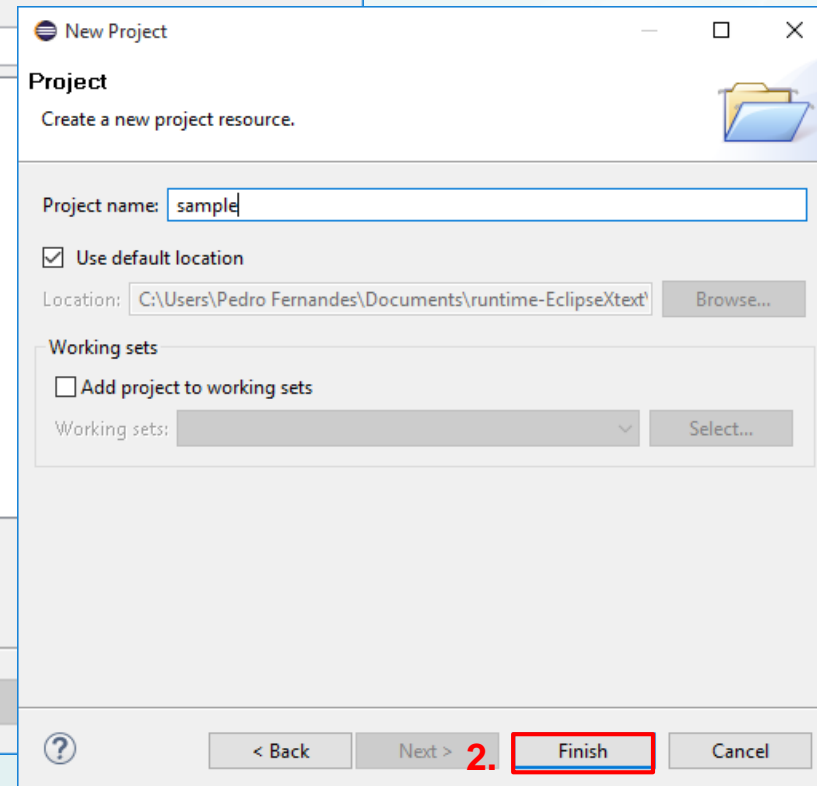 New Project
Project
Create a new project resource.
Project name: sample
Use default location
Location: C:\Users\Pedro Fernandes\Documents\runtime-EclipseXtext\ Browse...
Working sets
Add project to working sets
Working sets: Select...
< Back Next > 2. Finish Cancel